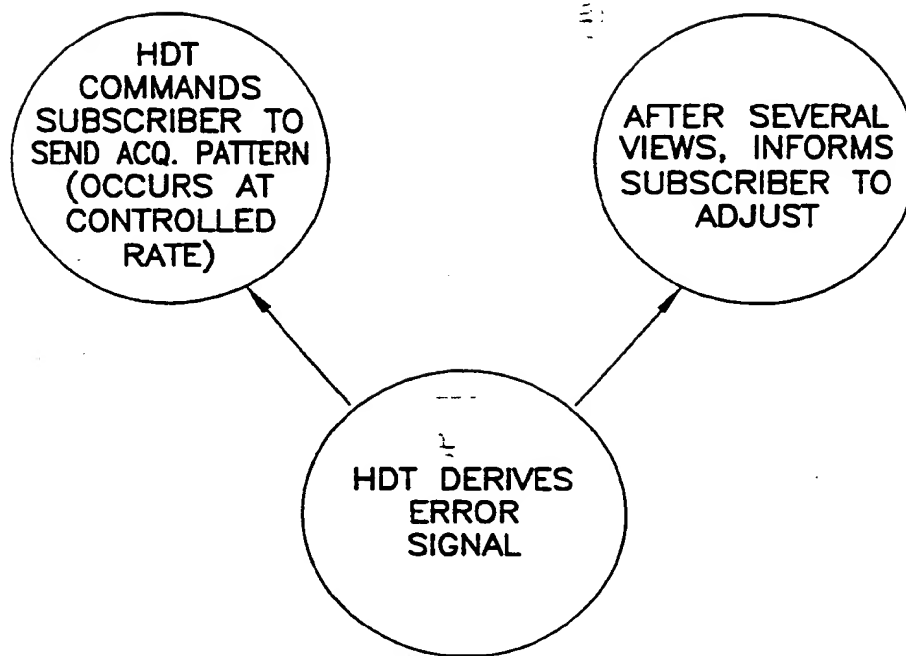 HDT
COMMANDS
SUBSCRIBER TO
SEND ACQ. PATTERN
(OCCURS AT
CONTROLLED
RATE)
AFTER SEVERAL
VIEWS, INFORMS
SUBSCRIBER TO
ADJUST
HDT DERIVES
ERROR
SIGNAL